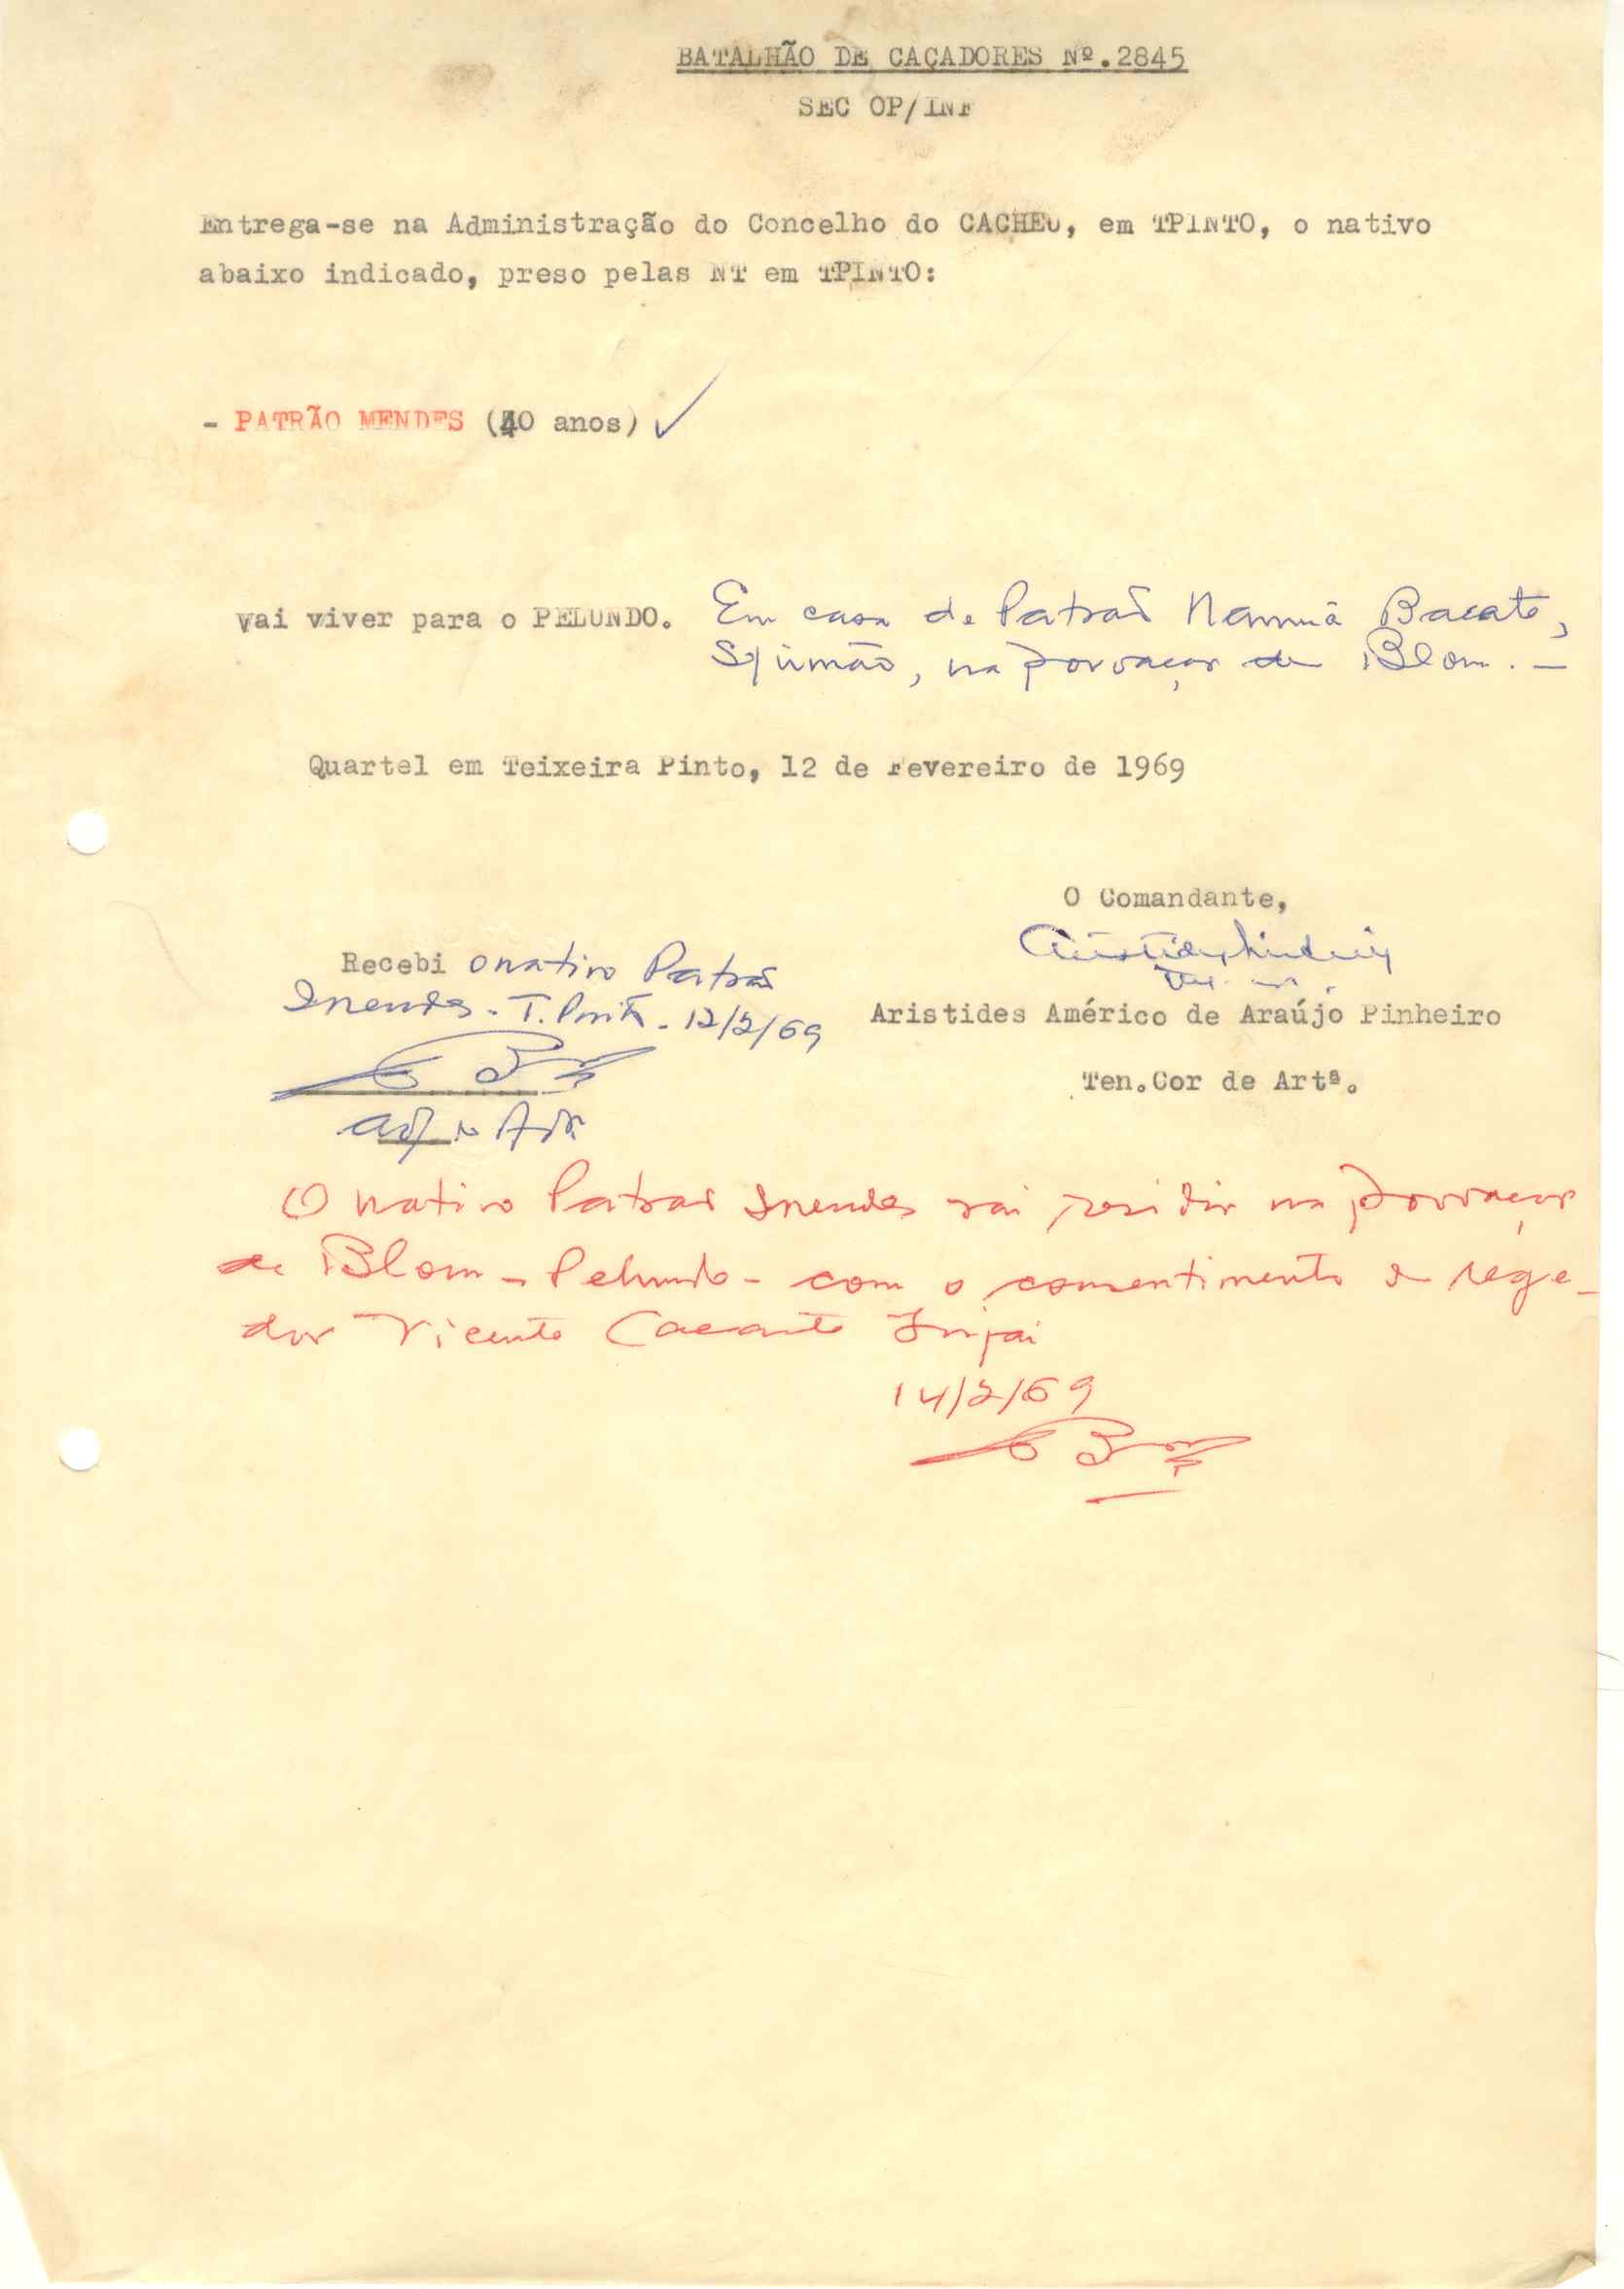 BATALHÃO DE CAÇADORES Nº.2845
SEC OP/INF
Entrega-se na Administração do Concelho do CACHEU, em TPINTO, o nativo
abaixo indicado, preso pelas NT em TPINTO:
- PATRÃO MENDES (40 anos)
Vai viver para o PELUNDO. Em casa de Patrão Bacate,
na povoação de Blom. —
Quartel em Teixeira Pinto, 12 de Fevereiro de 1969
O Comandante,
Recebi o nativo Patrão
Mendes - T. Pinto - 12/2/69
Aristides Américo de Araújo Pinheiro
Ten.Cor de Artª.
O nativo Patrão Mendes vai residir na povoação
de Blom - Pelundo - com o consentimento do rege-
dor Vicente Cacante
14/2/69